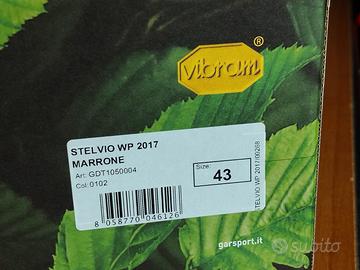 vibram®
STELVIO WP 2017
MARRONE
Art: GDT1050004
Col: 0102
Size:
43
8 058770 046126
STELVIO WP 2017/00268
garsport.it
subito